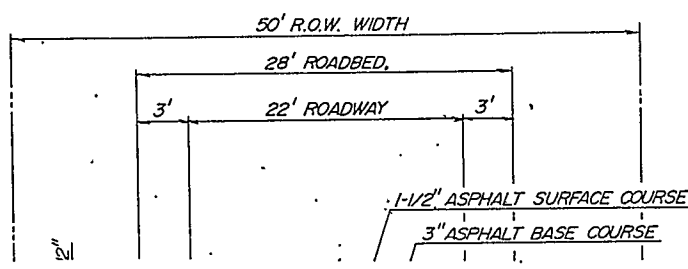 50' R.O.W. WIDTH
28' ROADBED.
3' 22' ROADWAY 3'
1-1/2" ASPHALT SURFACE COURSE
3" ASPHALT BASE COURSE